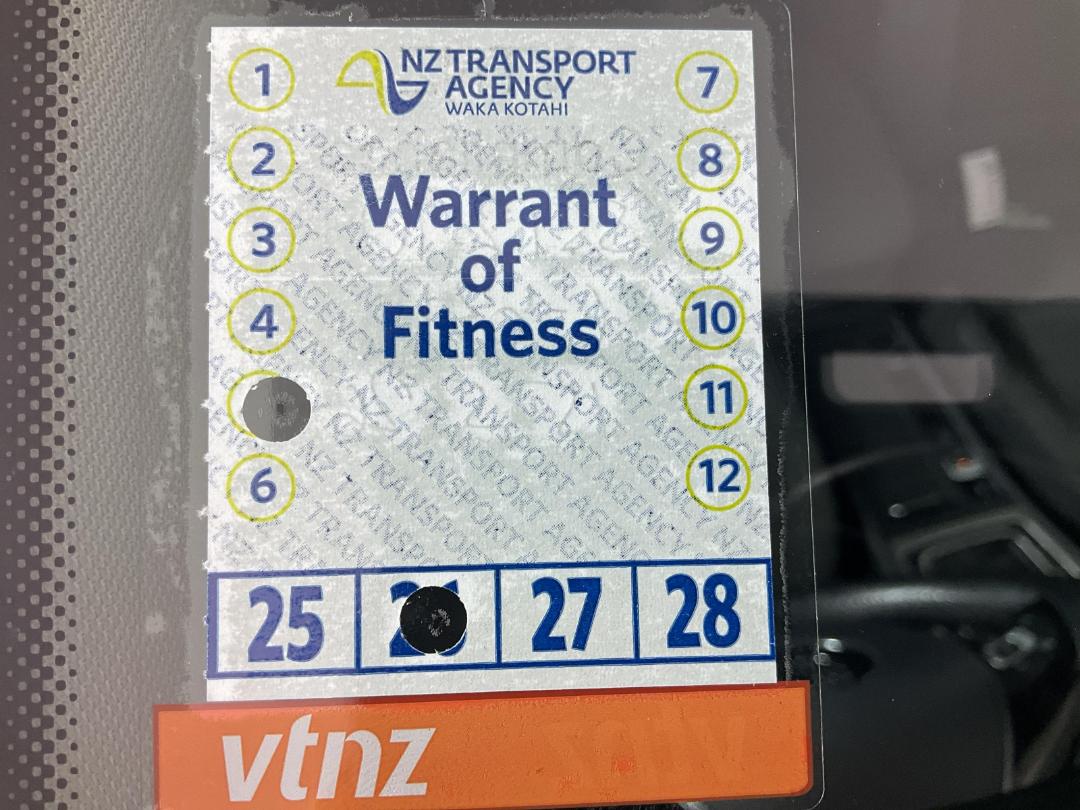 NZ TRANSPORT
AGENCY
WAKA KOTAHI
1
2
3
4
6
7
8
9
10
11
12
Warrant
of
Fitness
25 27 28
vtnz